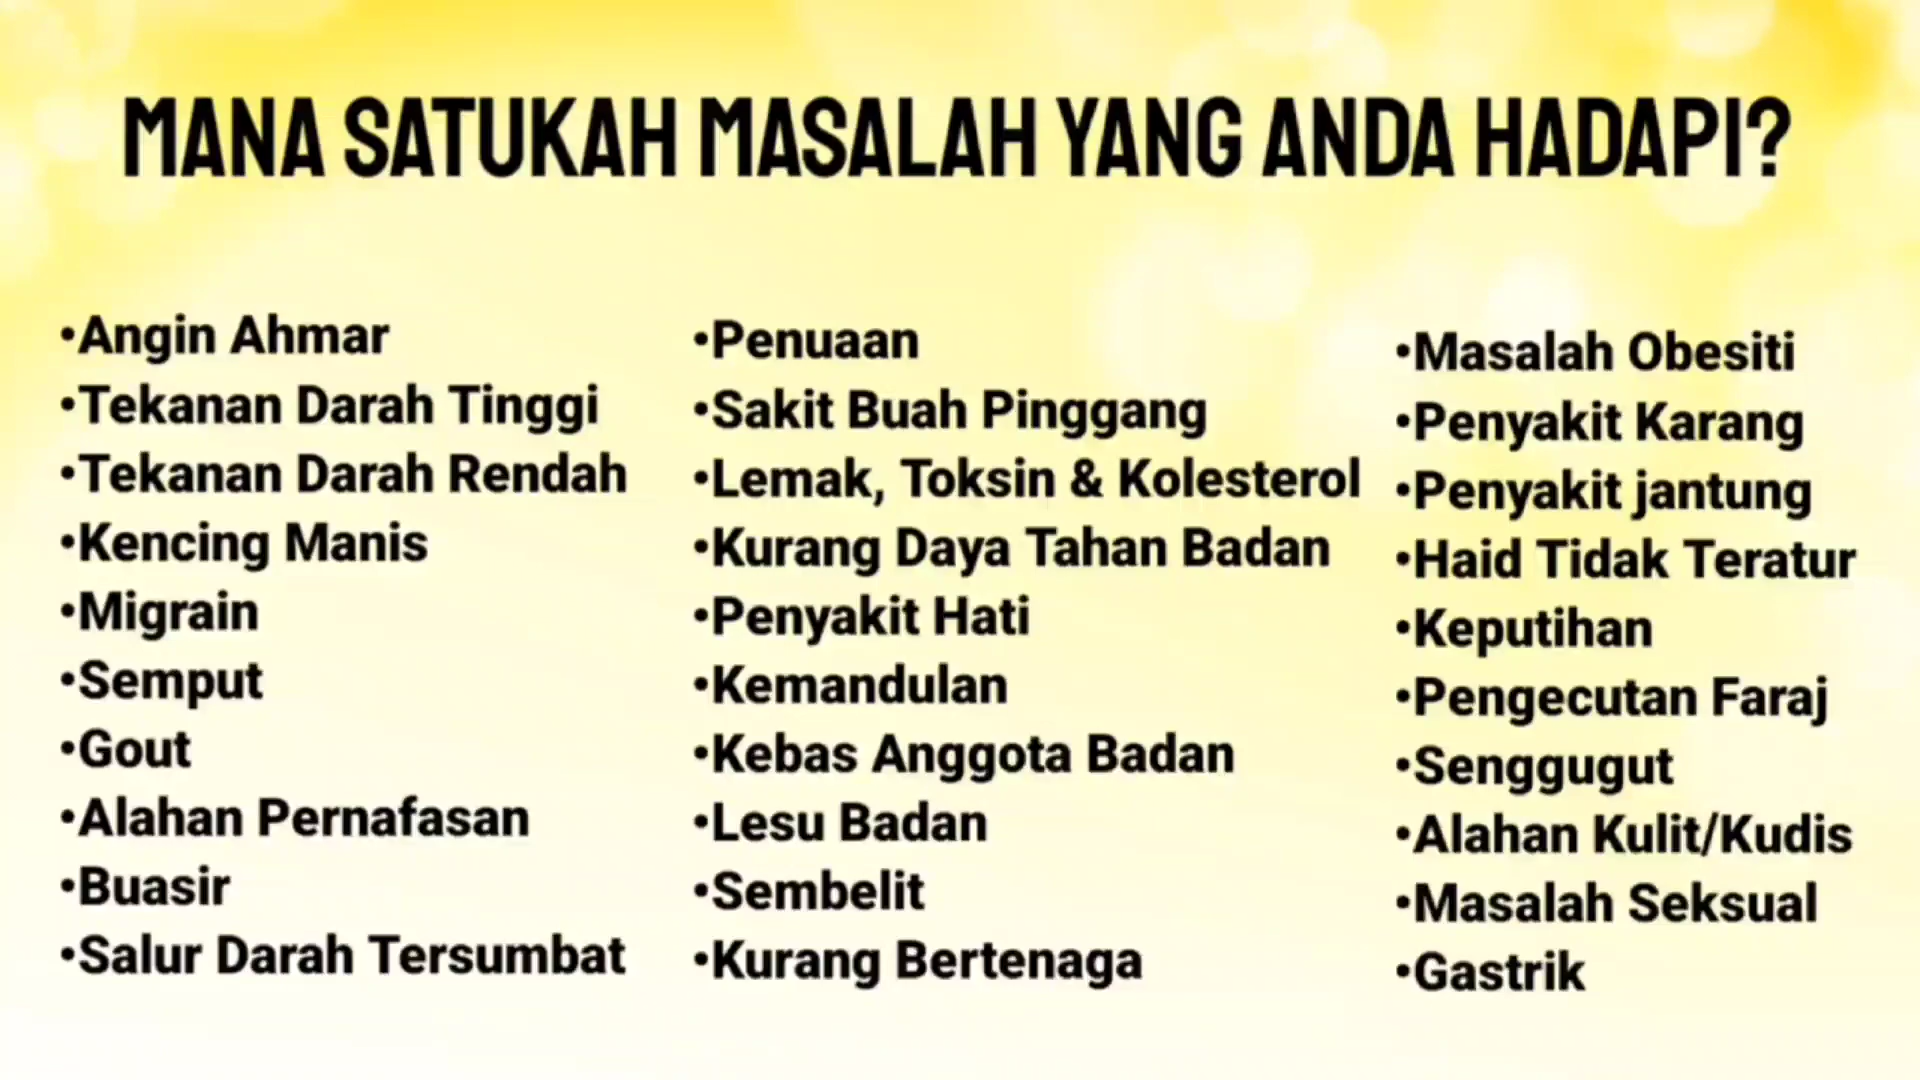 MANA SATUKAH MASALAH YANG ANDA HADAPI?
•Angin Ahmar
•Tekanan Darah Tinggi
•Tekanan Darah Rendah
•Kencing Manis
•Migrain
•Semput
•Gout
•Alahan Pernafasan
•Buasir
•Salur Darah Tersumbat
•Penuaan
•Sakit Buah Pinggang
•Lemak, Toksin & Kolesterol
•Kurang Daya Tahan Badan
•Penyakit Hati
•Kemandulan
•Kebas Anggota Badan
•Lesu Badan
•Sembelit
•Kurang Bertenaga
•Masalah Obesiti
•Penyakit Karang
•Penyakit jantung
•Haid Tidak Teratur
•Keputihan
•Pengecutan Faraj
•Senggugut
•Alahan Kulit/Kudis
•Masalah Seksual
•Gastrik